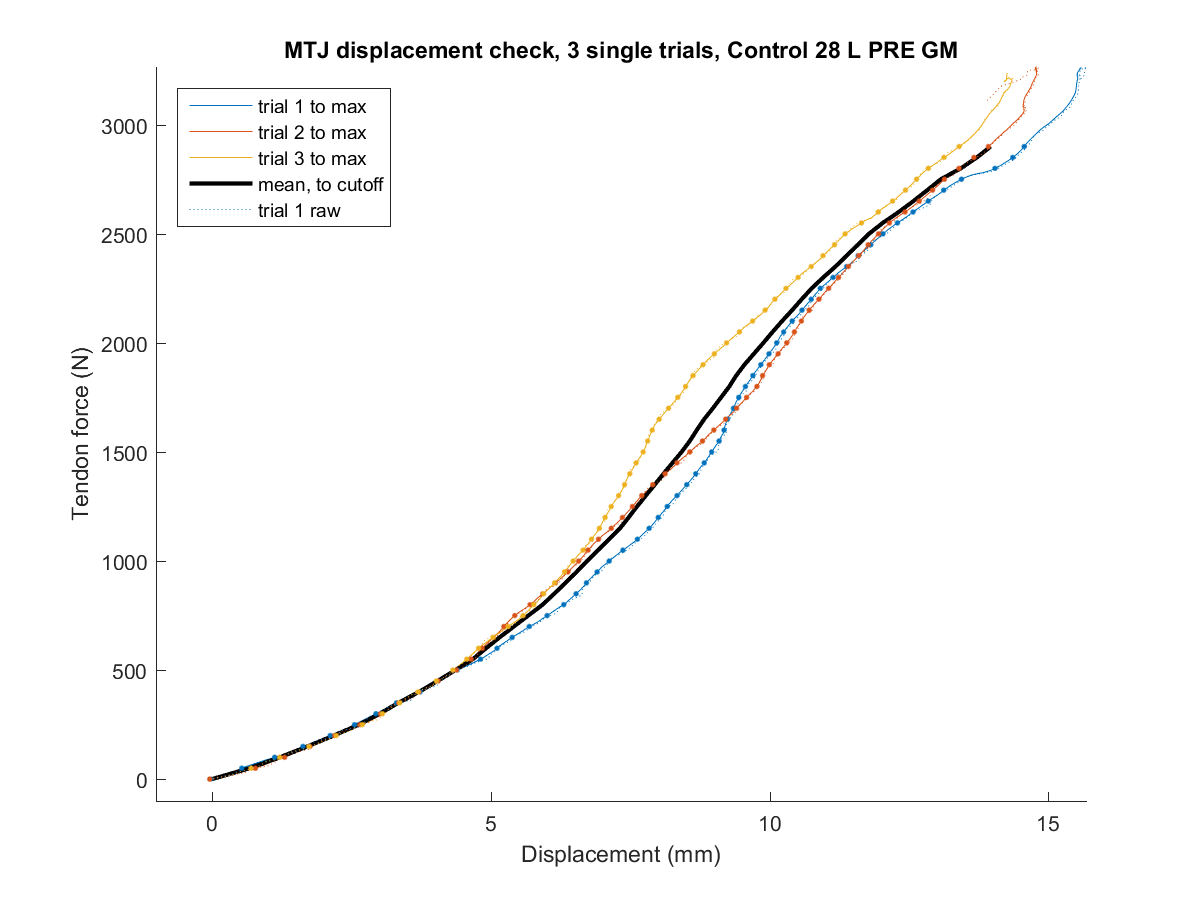 MTJ displacement check, 3 single trials, Control 28 L PRE GM
trial 1 to max
trial 2 to max
trial 3 to max
mean, to cutoff
trial 1 raw
3000
2500
2000
1500
1000
500
0
Tendon force (N)
0 5 10 15
Displacement (mm)